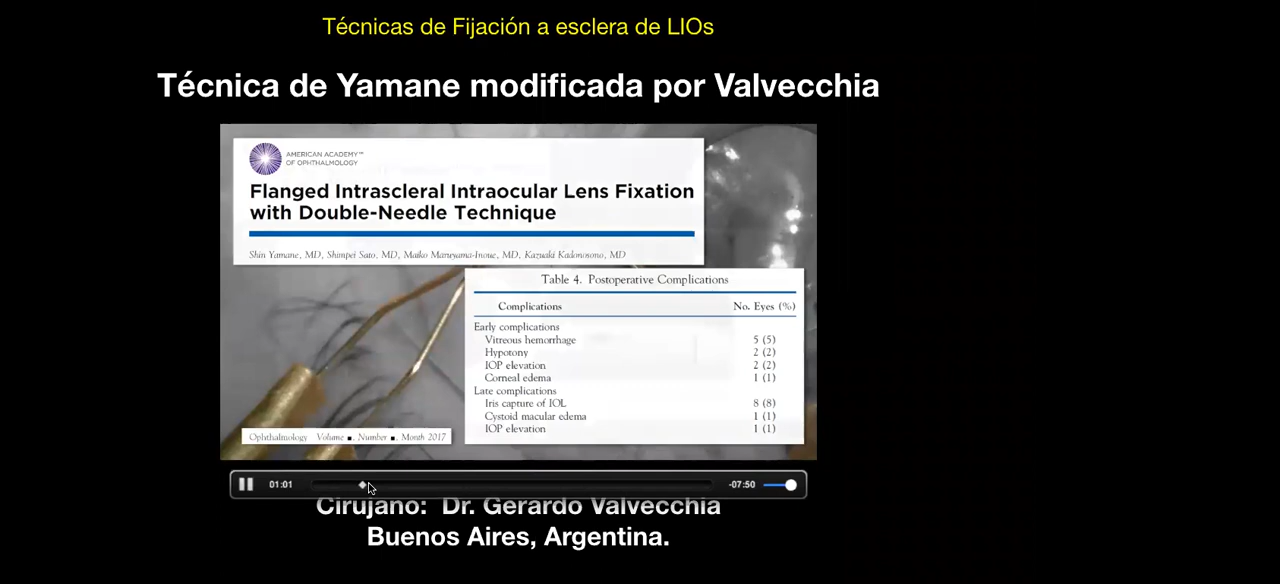 Técnicas de Fijación a esclera de LIOs
Técnica de Yamane modificada por Valvecchia
AMERICAN ACADEMY™
OF OPHTHALMOLOGY
Flanged Intrascleral Intraocular Lens Fixation
with Double-Needle Technique
Shin Yamane, MD, Shunpei Sato, MD, Maiko Maruyama-Inoue, MD, Kazuaki Kadonosono, MD
Table 4. Postoperative Complications
Complications No. Eyes (%)
Early complications
Vitreous hemorrhage 5 (5)
Hypotony 2 (2)
IOP elevation 2 (2)
Corneal edema 1 (1)
Late complications
Iris capture of IOL 8 (8)
Cystoid macular edema 1 (1)
IOP elevation 1 (1)
Ophthalmology Volume ■, Number ■, Month 2017
01:01 -07:50
Cirujano: Dr. Gerardo Valvecchia
Buenos Aires, Argentina.